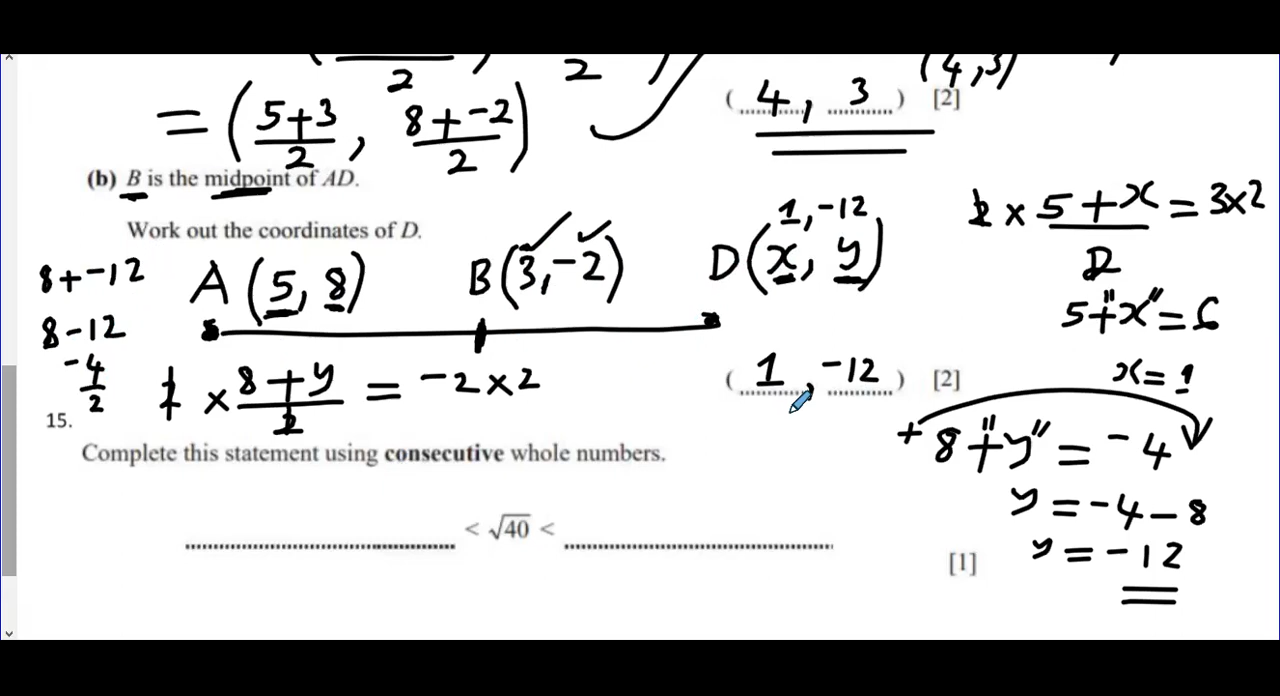 2 , 2 ) (4,3)
= ( 5+3 / 2 , 8+-2 / 2 ) ( 4 , 3 ) [2]
(b) B is the midpoint of AD.
Work out the coordinates of D.
1,-12
2 × 5+x / 2 = 3x2
8+-12 A (5, 8) B(3,-2) D(x, y)
8-12 5+x = 6
-4 / 2 2 × 8+y / 2 = -2 x 2 ( 1 , -12 ) [2] x = 1
15.
+8+y = -4
Complete this statement using consecutive whole numbers.
y = -4-8
< √40 <
y = -12
[1]